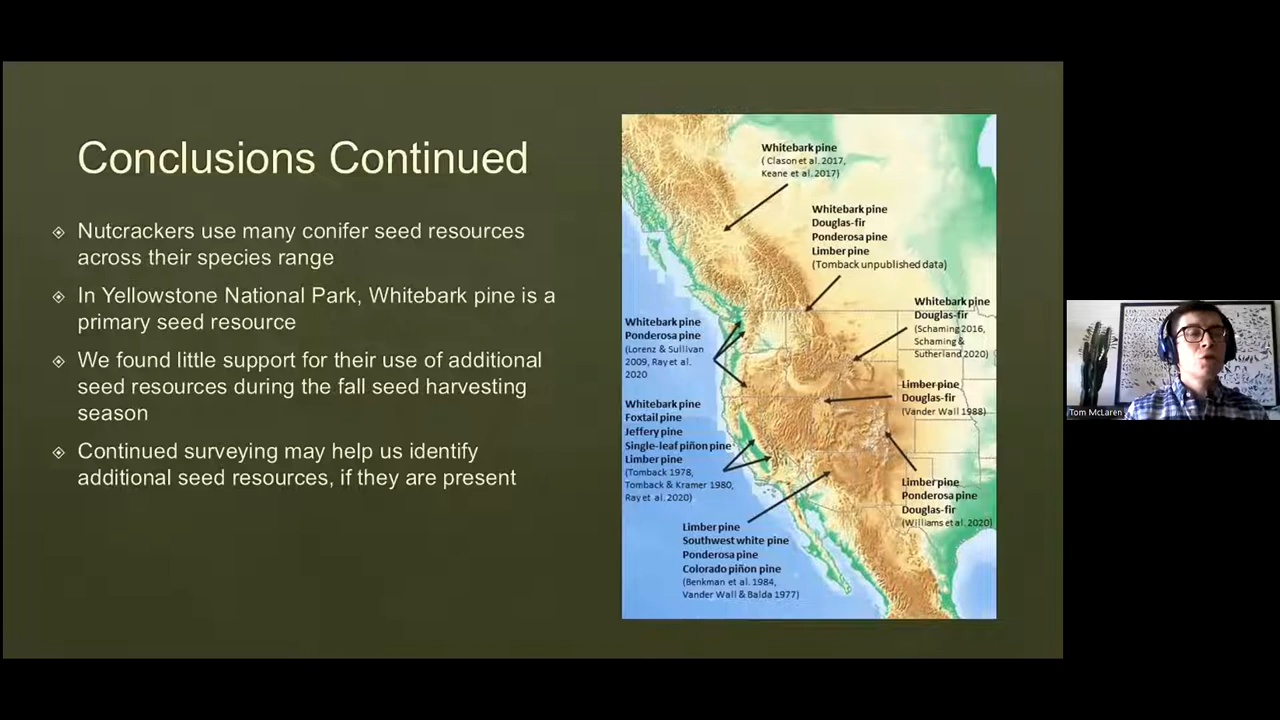 Conclusions Continued
Nutcrackers use many conifer seed resources
across their species range
In Yellowstone National Park, Whitebark pine is a
primary seed resource
We found little support for their use of additional
seed resources during the fall seed harvesting
season
Continued surveying may help us identify
additional seed resources, if they are present
Whitebark pine
( Clason et al. 2017,
Keane et al. 2017)
Whitebark pine
Douglas-fir
Ponderosa pine
Limber pine
(Tomback unpublished data)
Whitebark pine
Douglas-fir
(Schaming 2016,
Schaming &
Sutherland 2020)
Whitebark pine
Ponderosa pine
(Lorenz & Sullivan
2009, Ray et al.
2020
Limber pine
Douglas-fir
(Vander Wall 1988)
Whitebark pine
Foxtail pine
Jeffery pine
Single-leaf piñon pine
Limber pine
(Tomback 1978,
Tomback & Kramer 1980,
Ray et al. 2020)
Limber pine
Ponderosa pine
Douglas-fir
(Williams et al. 2020)
Limber pine
Southwest white pine
Ponderosa pine
Colorado piñon pine
(Benkman et al. 1984,
Vander Wall & Balda 1977)
Tom McLaren